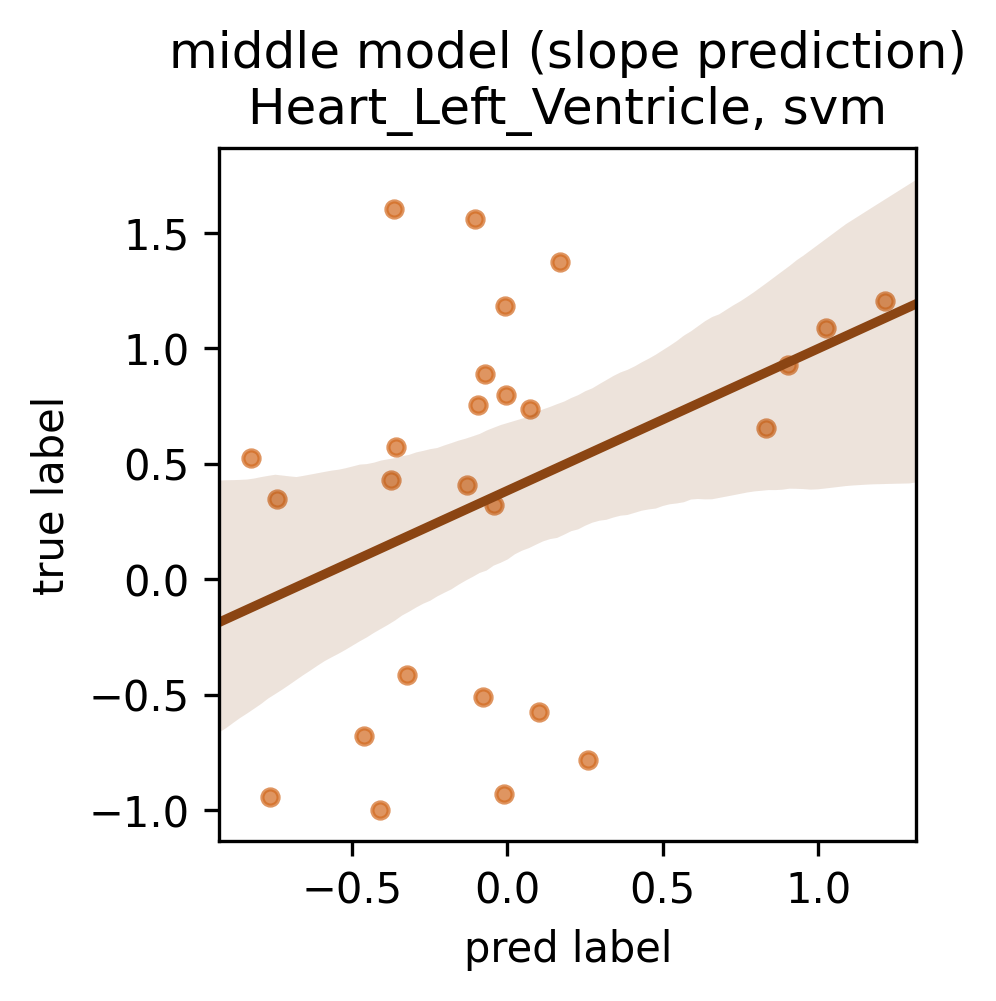 middle model (slope prediction)
Heart_Left_Ventricle, svm
1.5
1.0
0.5
0.0
−0.5
−1.0
true label
−0.5
0.0
0.5
1.0
pred label